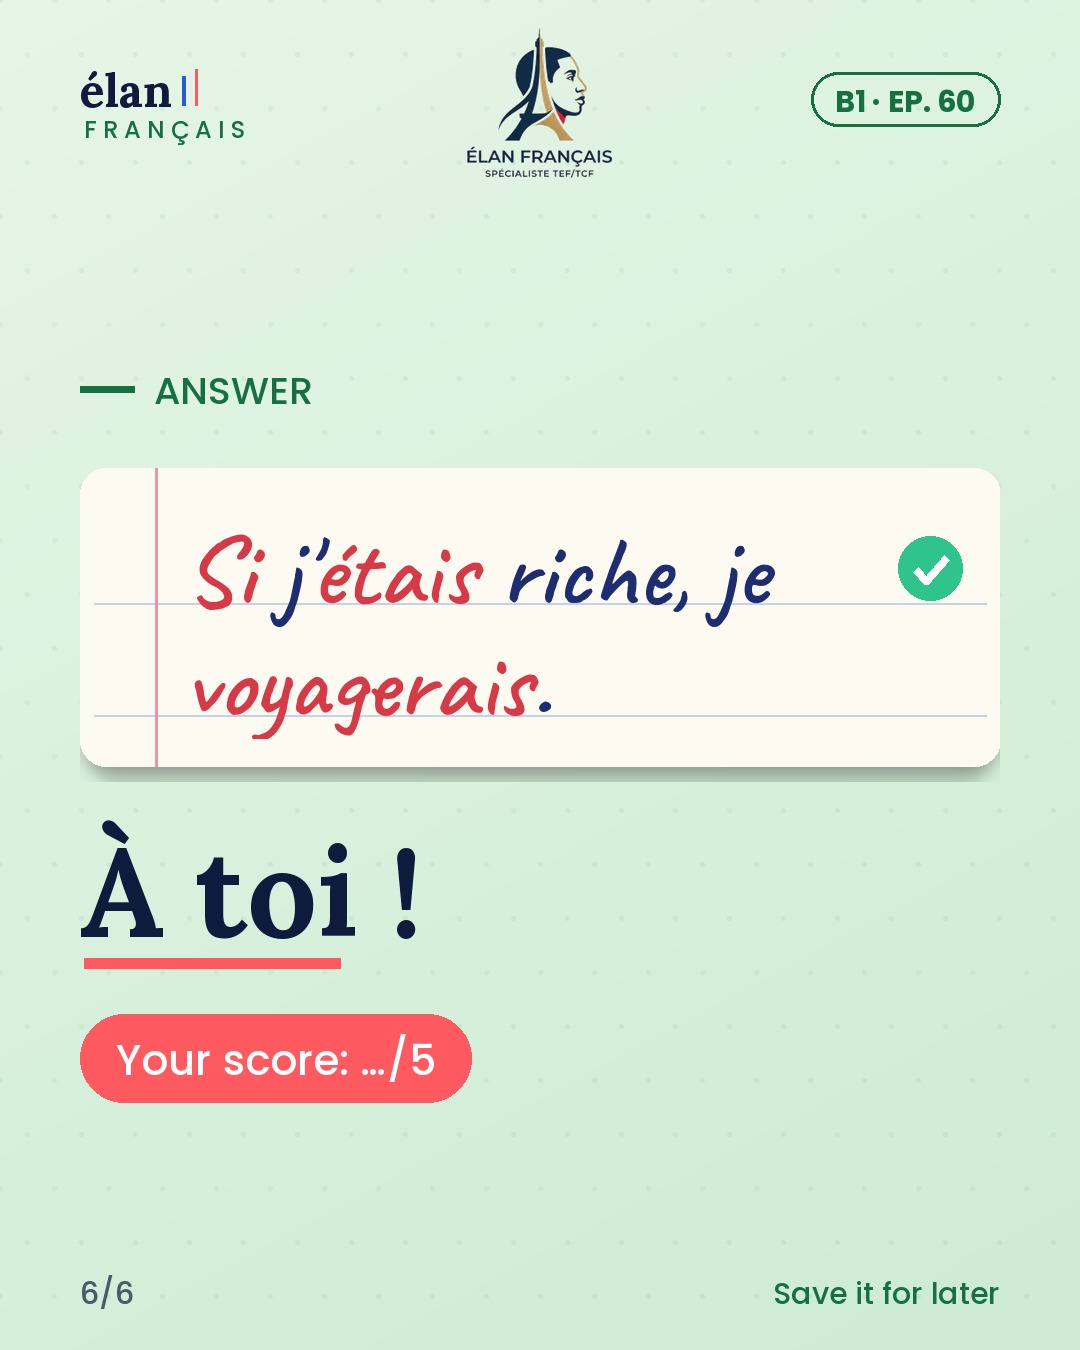 élan
FRANÇAIS
ÉLAN FRANÇAIS
SPÉCIALISTE TEF/TCF
B1 · EP. 60
ANSWER
Si j'étais riche, je
voyagerais.
À toi !
Your score: .../5
6/6
Save it for later